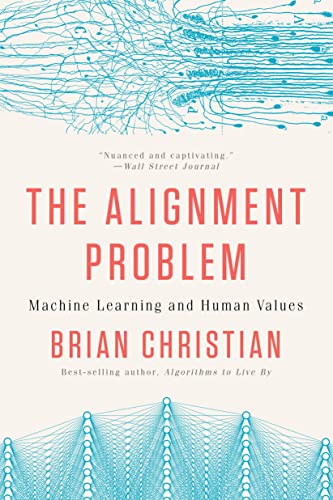 “Nuanced and captivating.”
—Wall Street Journal
THE ALIGNMENT
PROBLEM
Machine Learning and Human Values
BRIAN CHRISTIAN
Best-selling author, Algorithms to Live By